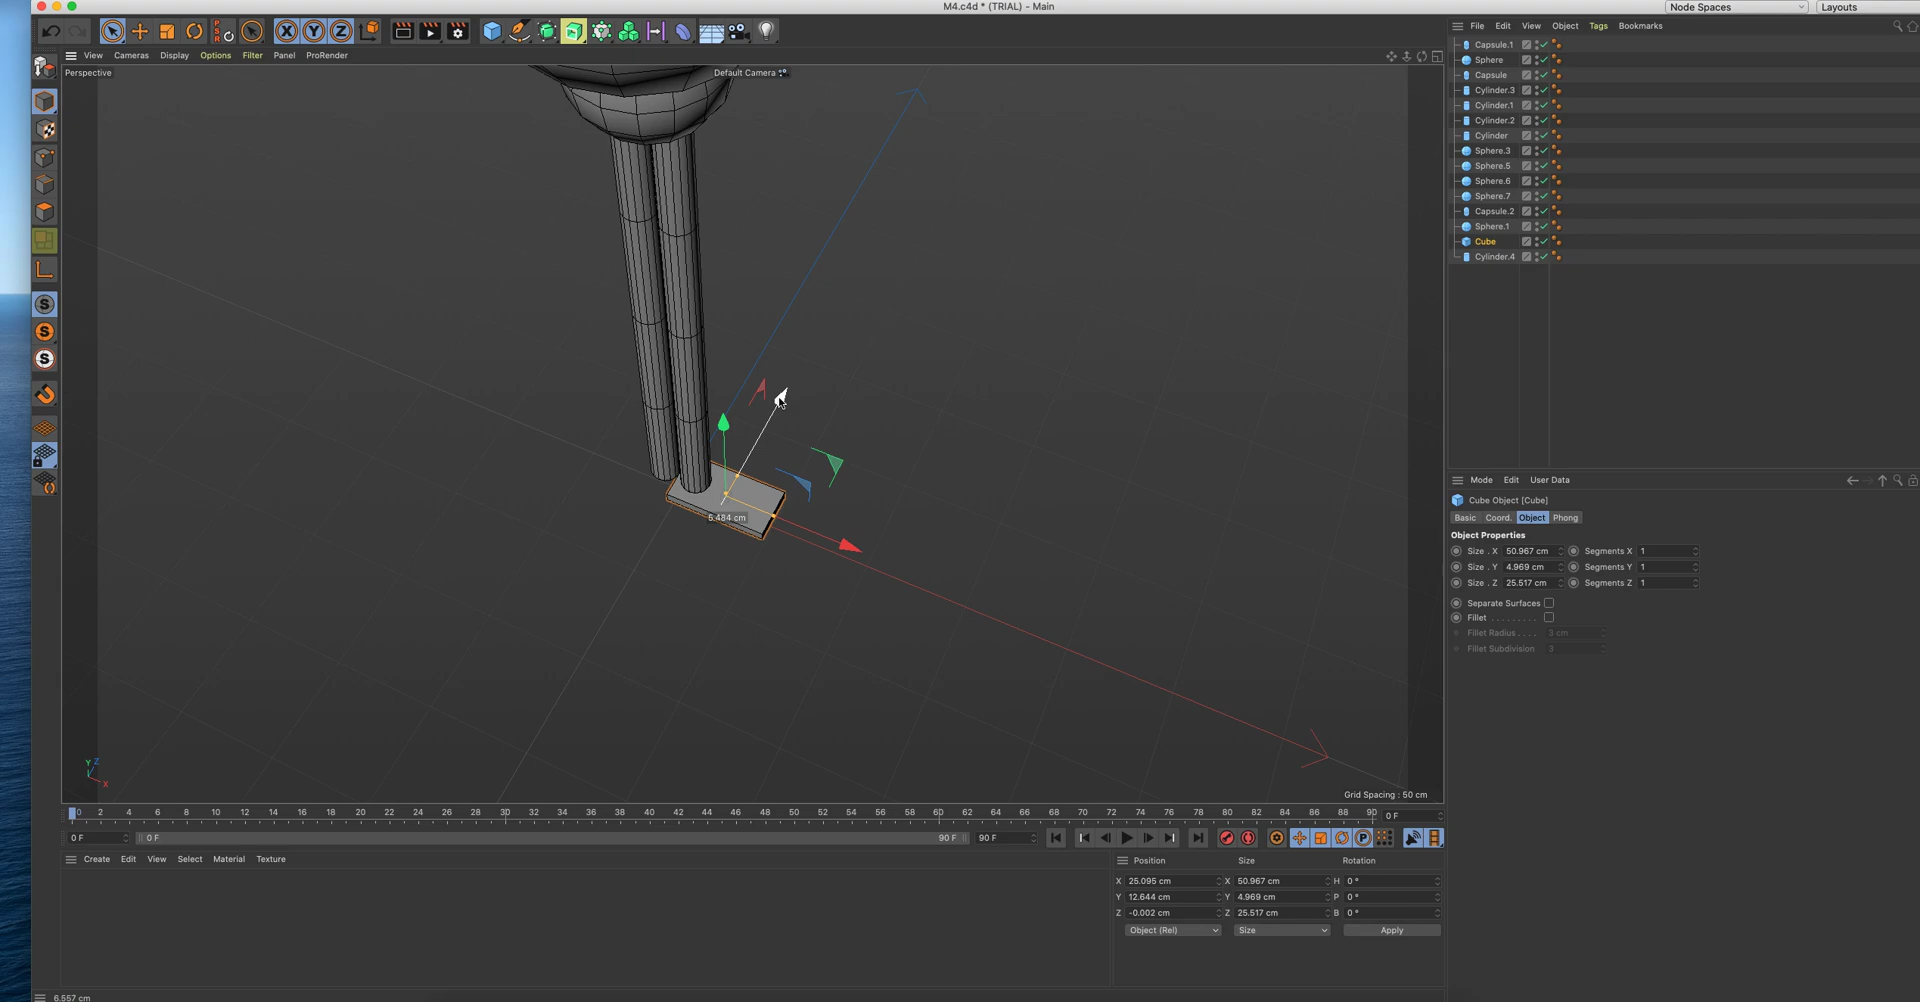 M4.c4d * (TRIAL) - Main
Node Spaces
Layouts
View Cameras Display Options Filter Panel ProRender
File Edit View Object Tags Bookmarks
Perspective
Default Camera
Capsule.1
Sphere
Capsule
Cylinder.3
Cylinder.1
Cylinder.2
Cylinder
Sphere.3
Sphere.5
Sphere.6
Sphere.7
Capsule.2
Sphere.1
Cube
Cylinder.4
5.484 cm
Mode Edit User Data
Cube Object [Cube]
Basic Coord. Object Phong
Object Properties
Size . X 50.967 cm Segments X 1
Size . Y 4.969 cm Segments Y 1
Size . Z 25.517 cm Segments Z 1
Separate Surfaces
Fillet . . . . . . . . .
Fillet Radius . . . . 3 cm
Fillet Subdivision 3
Y Z
X
Grid Spacing : 50 cm
0 2 4 6 8 10 12 14 16 18 20 22 24 26 28 30 32 34 36 38 40 42 44 46 48 50 52 54 56 58 60 62 64 66 68 70 72 74 76 78 80 82 84 86 88 90 0 F
0 F 0 F 90 F 90 F
Create Edit View Select Material Texture
Position Size Rotation
X 25.095 cm X 50.967 cm H 0 °
Y 12.644 cm Y 4.969 cm P 0 °
Z -0.002 cm Z 25.517 cm B 0 °
Object (Rel) Size Apply
6.557 cm